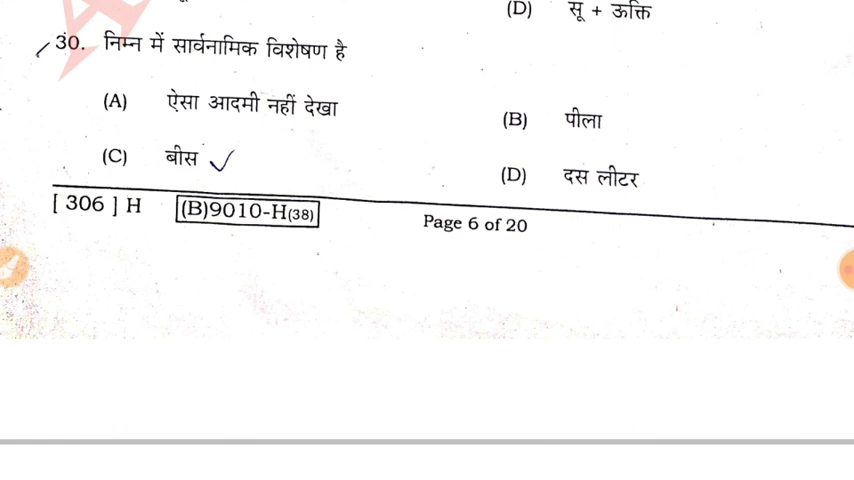 (D) सू + ऊक्ति
30. निम्न में सार्वनामिक विशेषण है
(A) ऐसा आदमी नहीं देखा
(B) पीला
(C) बीस
(D) दस लीटर
[ 306 ] H (B)9010-H(38) Page 6 of 20